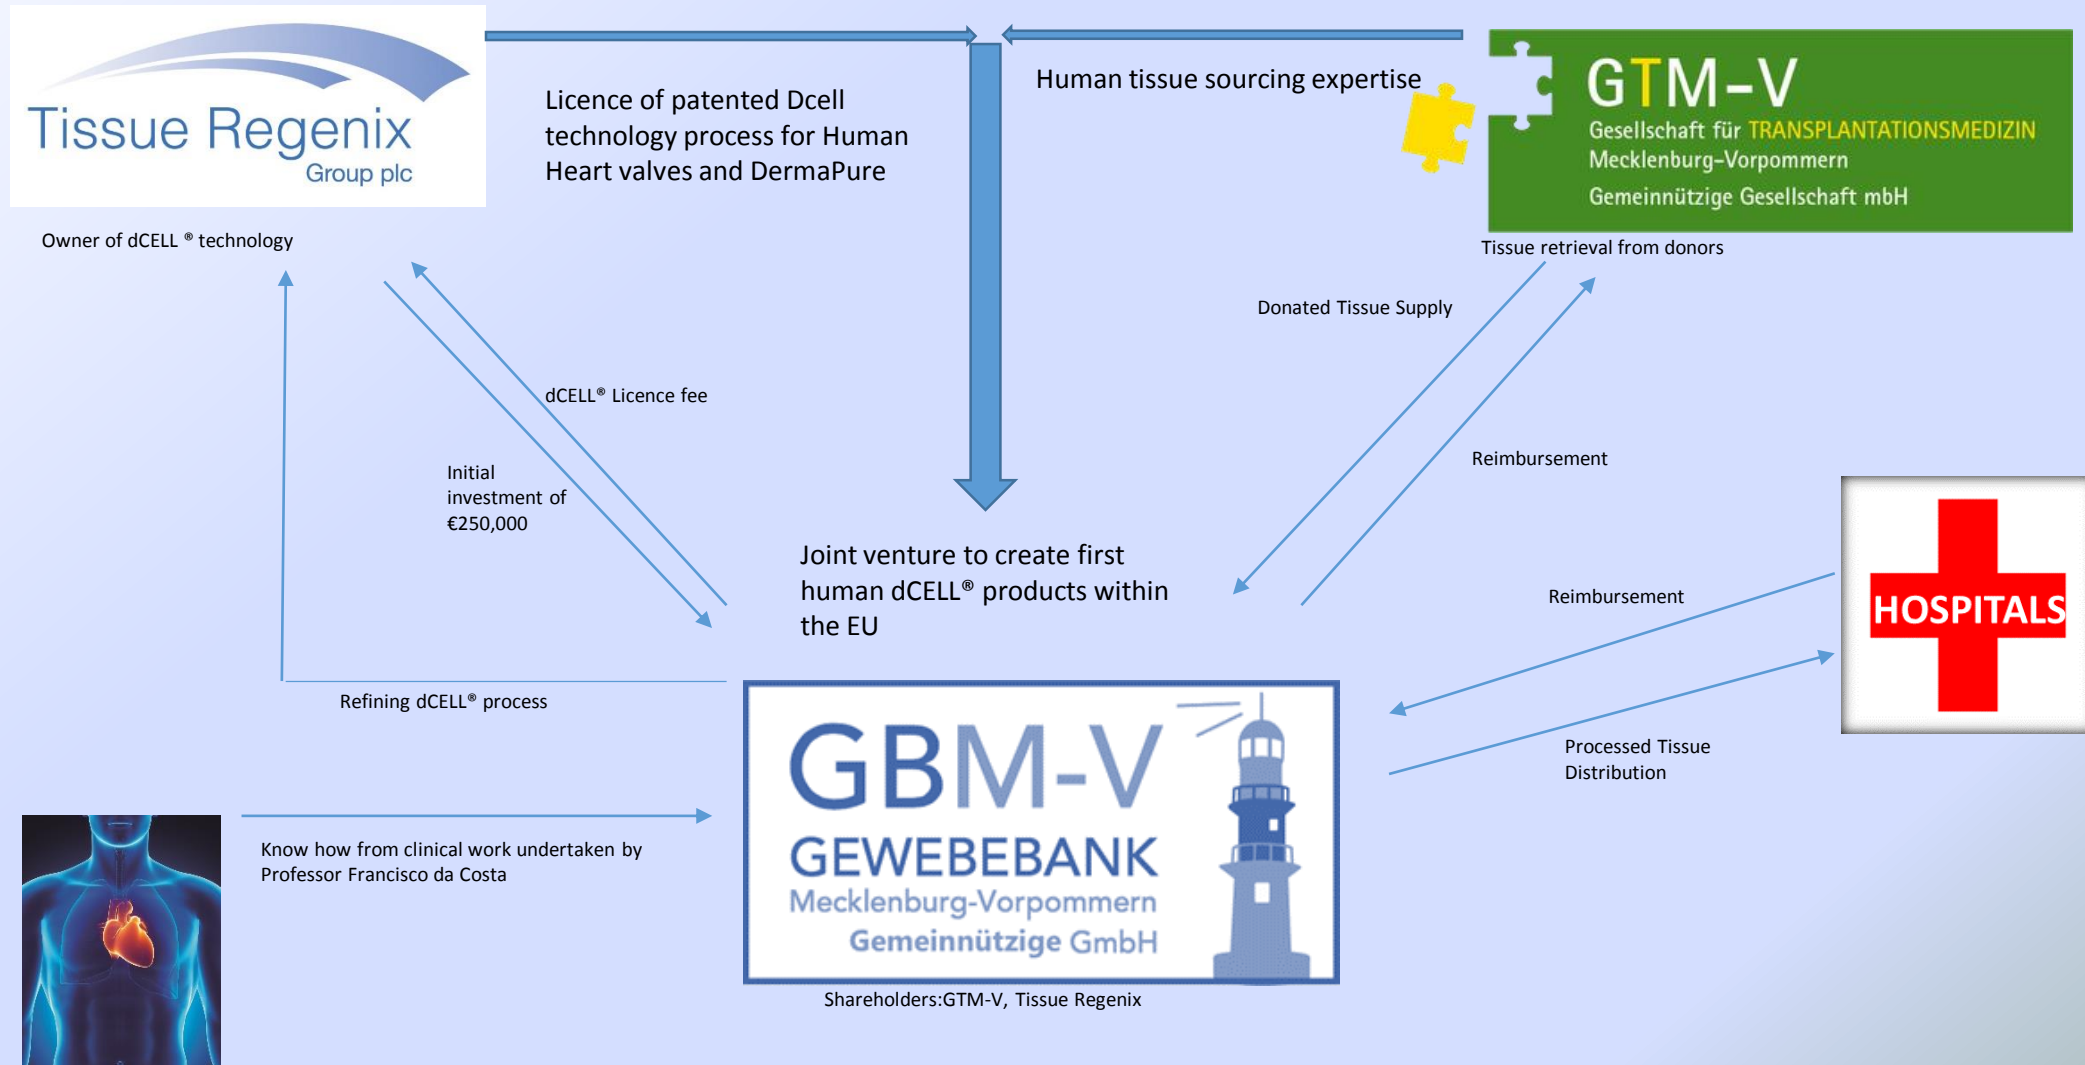 Tissue Regenix
Group plc
Owner of dCELL ® technology
Licence of patented Dcell
technology process for Human
Heart valves and DermaPure
Human tissue sourcing expertise
GTM-V
Gesellschaft für TRANSPLANTATIONSMEDIZIN
Mecklenburg-Vorpommern
Gemeinnützige Gesellschaft mbH
Tissue retrieval from donors
Donated Tissue Supply
dCELL® Licence fee
Initial
investment of
€250,000
Reimbursement
Joint venture to create first
human dCELL® products within
the EU
Reimbursement
HOSPITALS
Refining dCELL® process
Processed Tissue
Distribution
Know how from clinical work undertaken by
Professor Francisco da Costa
GBM-V
GEWEBEBANK
Mecklenburg-Vorpommern
Gemeinnützige GmbH
Shareholders:GTM-V, Tissue Regenix